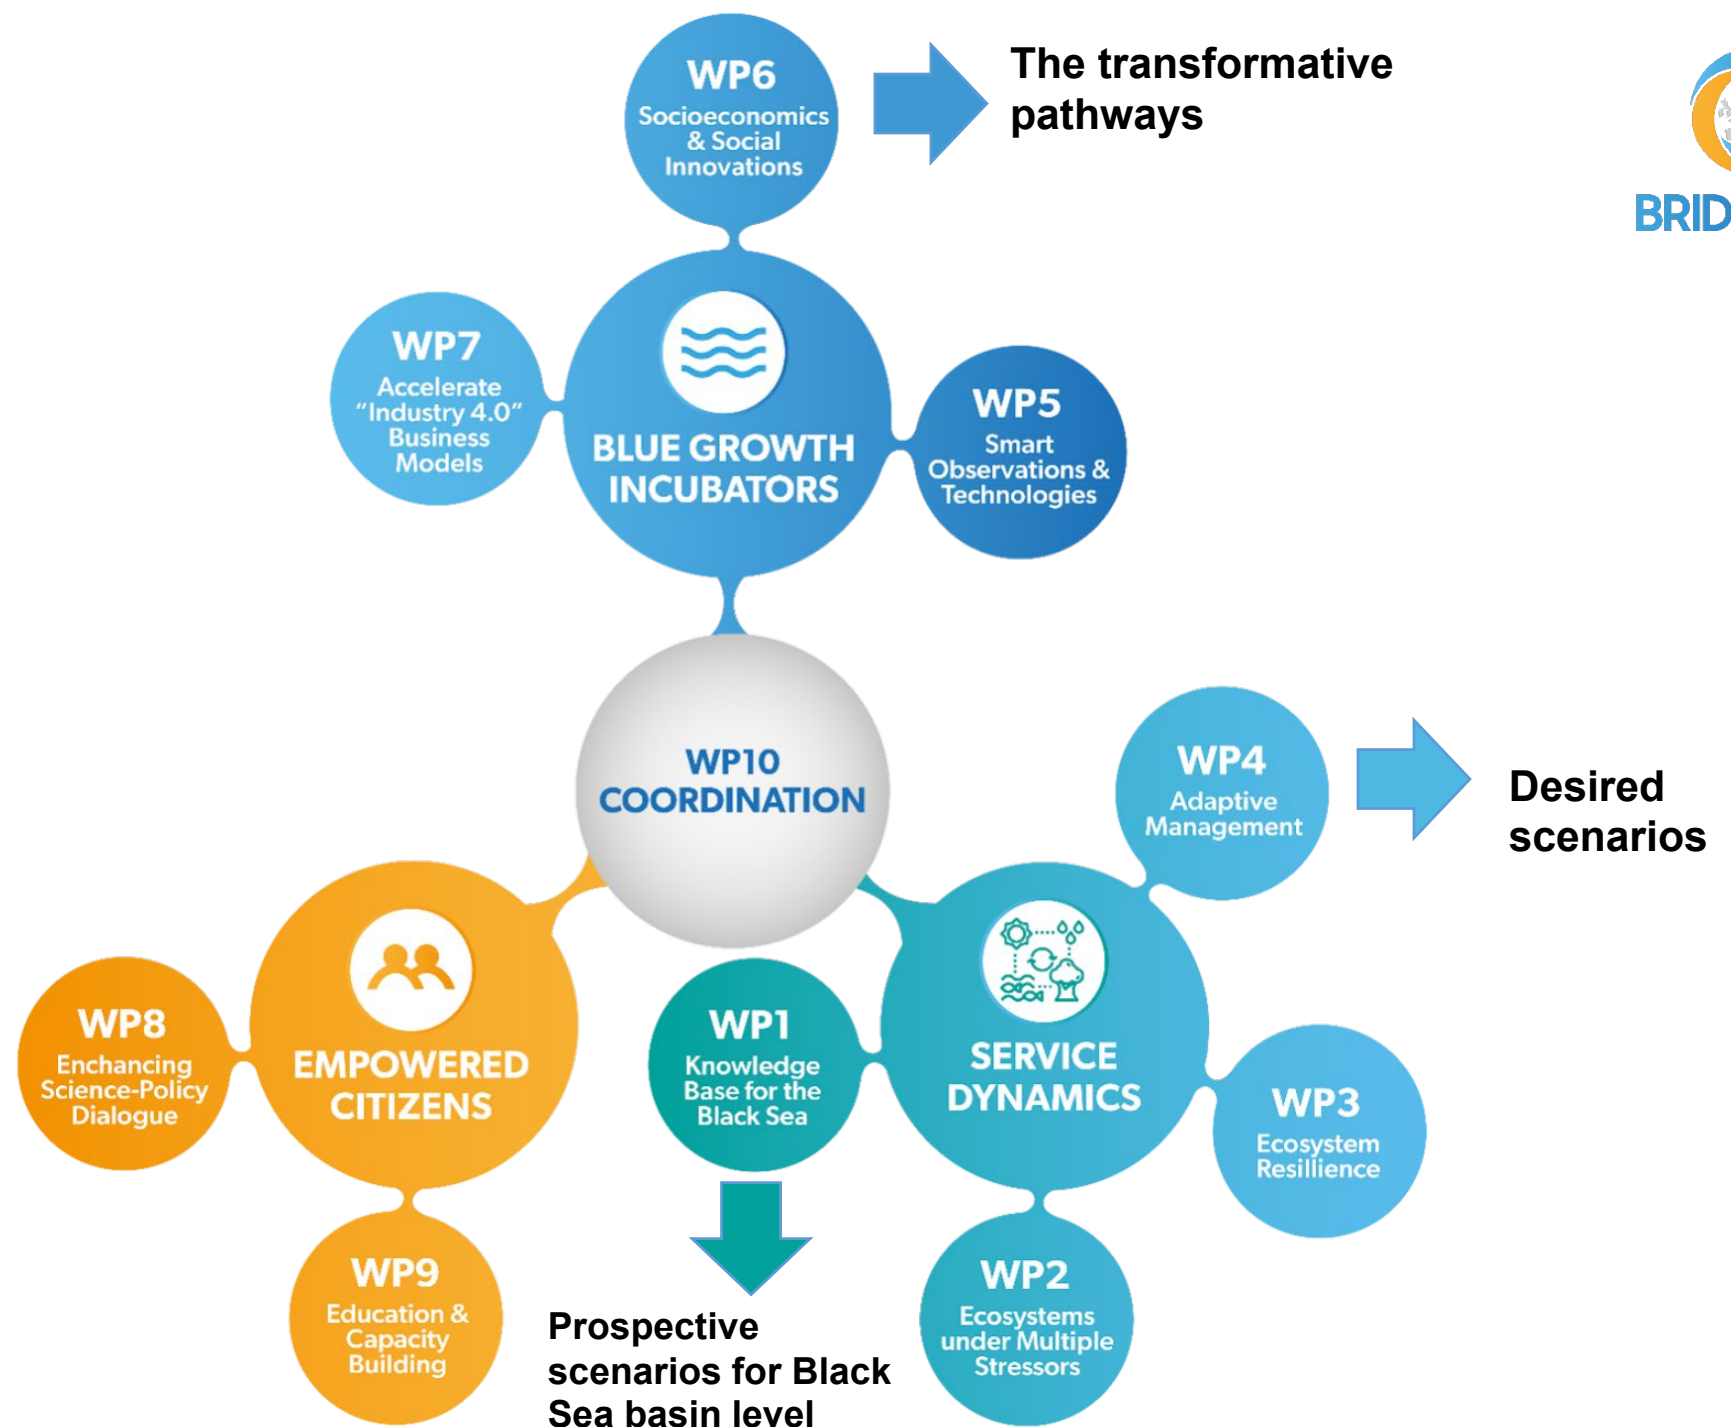 WP6
Socioeconomics
& Social
Innovations
The transformative
pathways
BRID
WP7
Accelerate
“Industry 4.0”
Business
Models
BLUE GROWTH
INCUBATORS
WP5
Smart
Observations &
Technologies
WP10
COORDINATION
WP4
Adaptive
Management
Desired
scenarios
WP8
Enchancing
Science-Policy
Dialogue
EMPOWERED
CITIZENS
WP1
Knowledge
Base for the
Black Sea
SERVICE
DYNAMICS
WP3
Ecosystem
Resillience
WP9
Education &
Capacity
Building
Prospective
scenarios for Black
Sea basin level
WP2
Ecosystems
under Multiple
Stressors